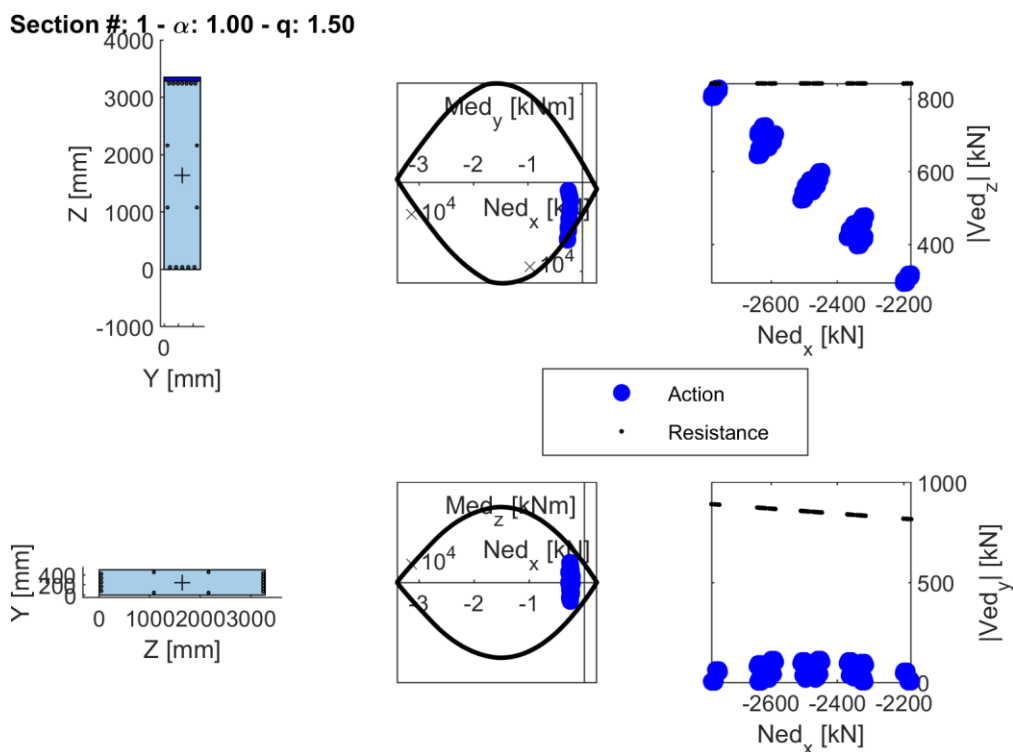 Section #: 1 - α: 1.00 - q: 1.50
4000
3000
2000
1000
0
-1000
Z [mm]
0
Y [mm]
Med_y [kNm]
-3 -2 -1
Ned_x [kN]
×10^4
×10^4
800
600
400
|Ved_z| [kN]
-2600 -2400 -2200
Ned_x [kN]
Action
Resistance
400
200
0
Y [mm]
0 1000 2000 3000
Z [mm]
Med_z [kNm]
Ned_x [kN]
×10^4
-3 -2 -1
1000
500
0
|Ved_y| [kN]
-2600 -2400 -2200
Ned_x [kN]